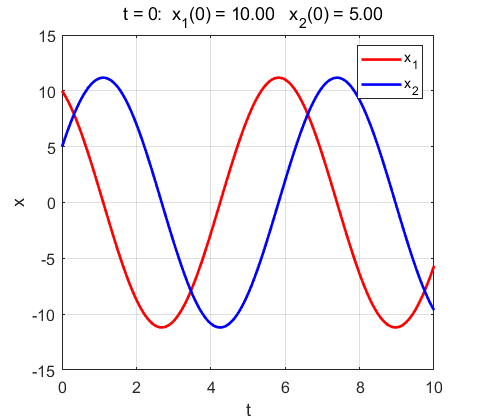 t = 0:  x₁(0) = 10.00   x₂(0) = 5.00
x₁
x₂
15
10
5
0
-5
-10
-15
x
0 2 4 6 8 10
t